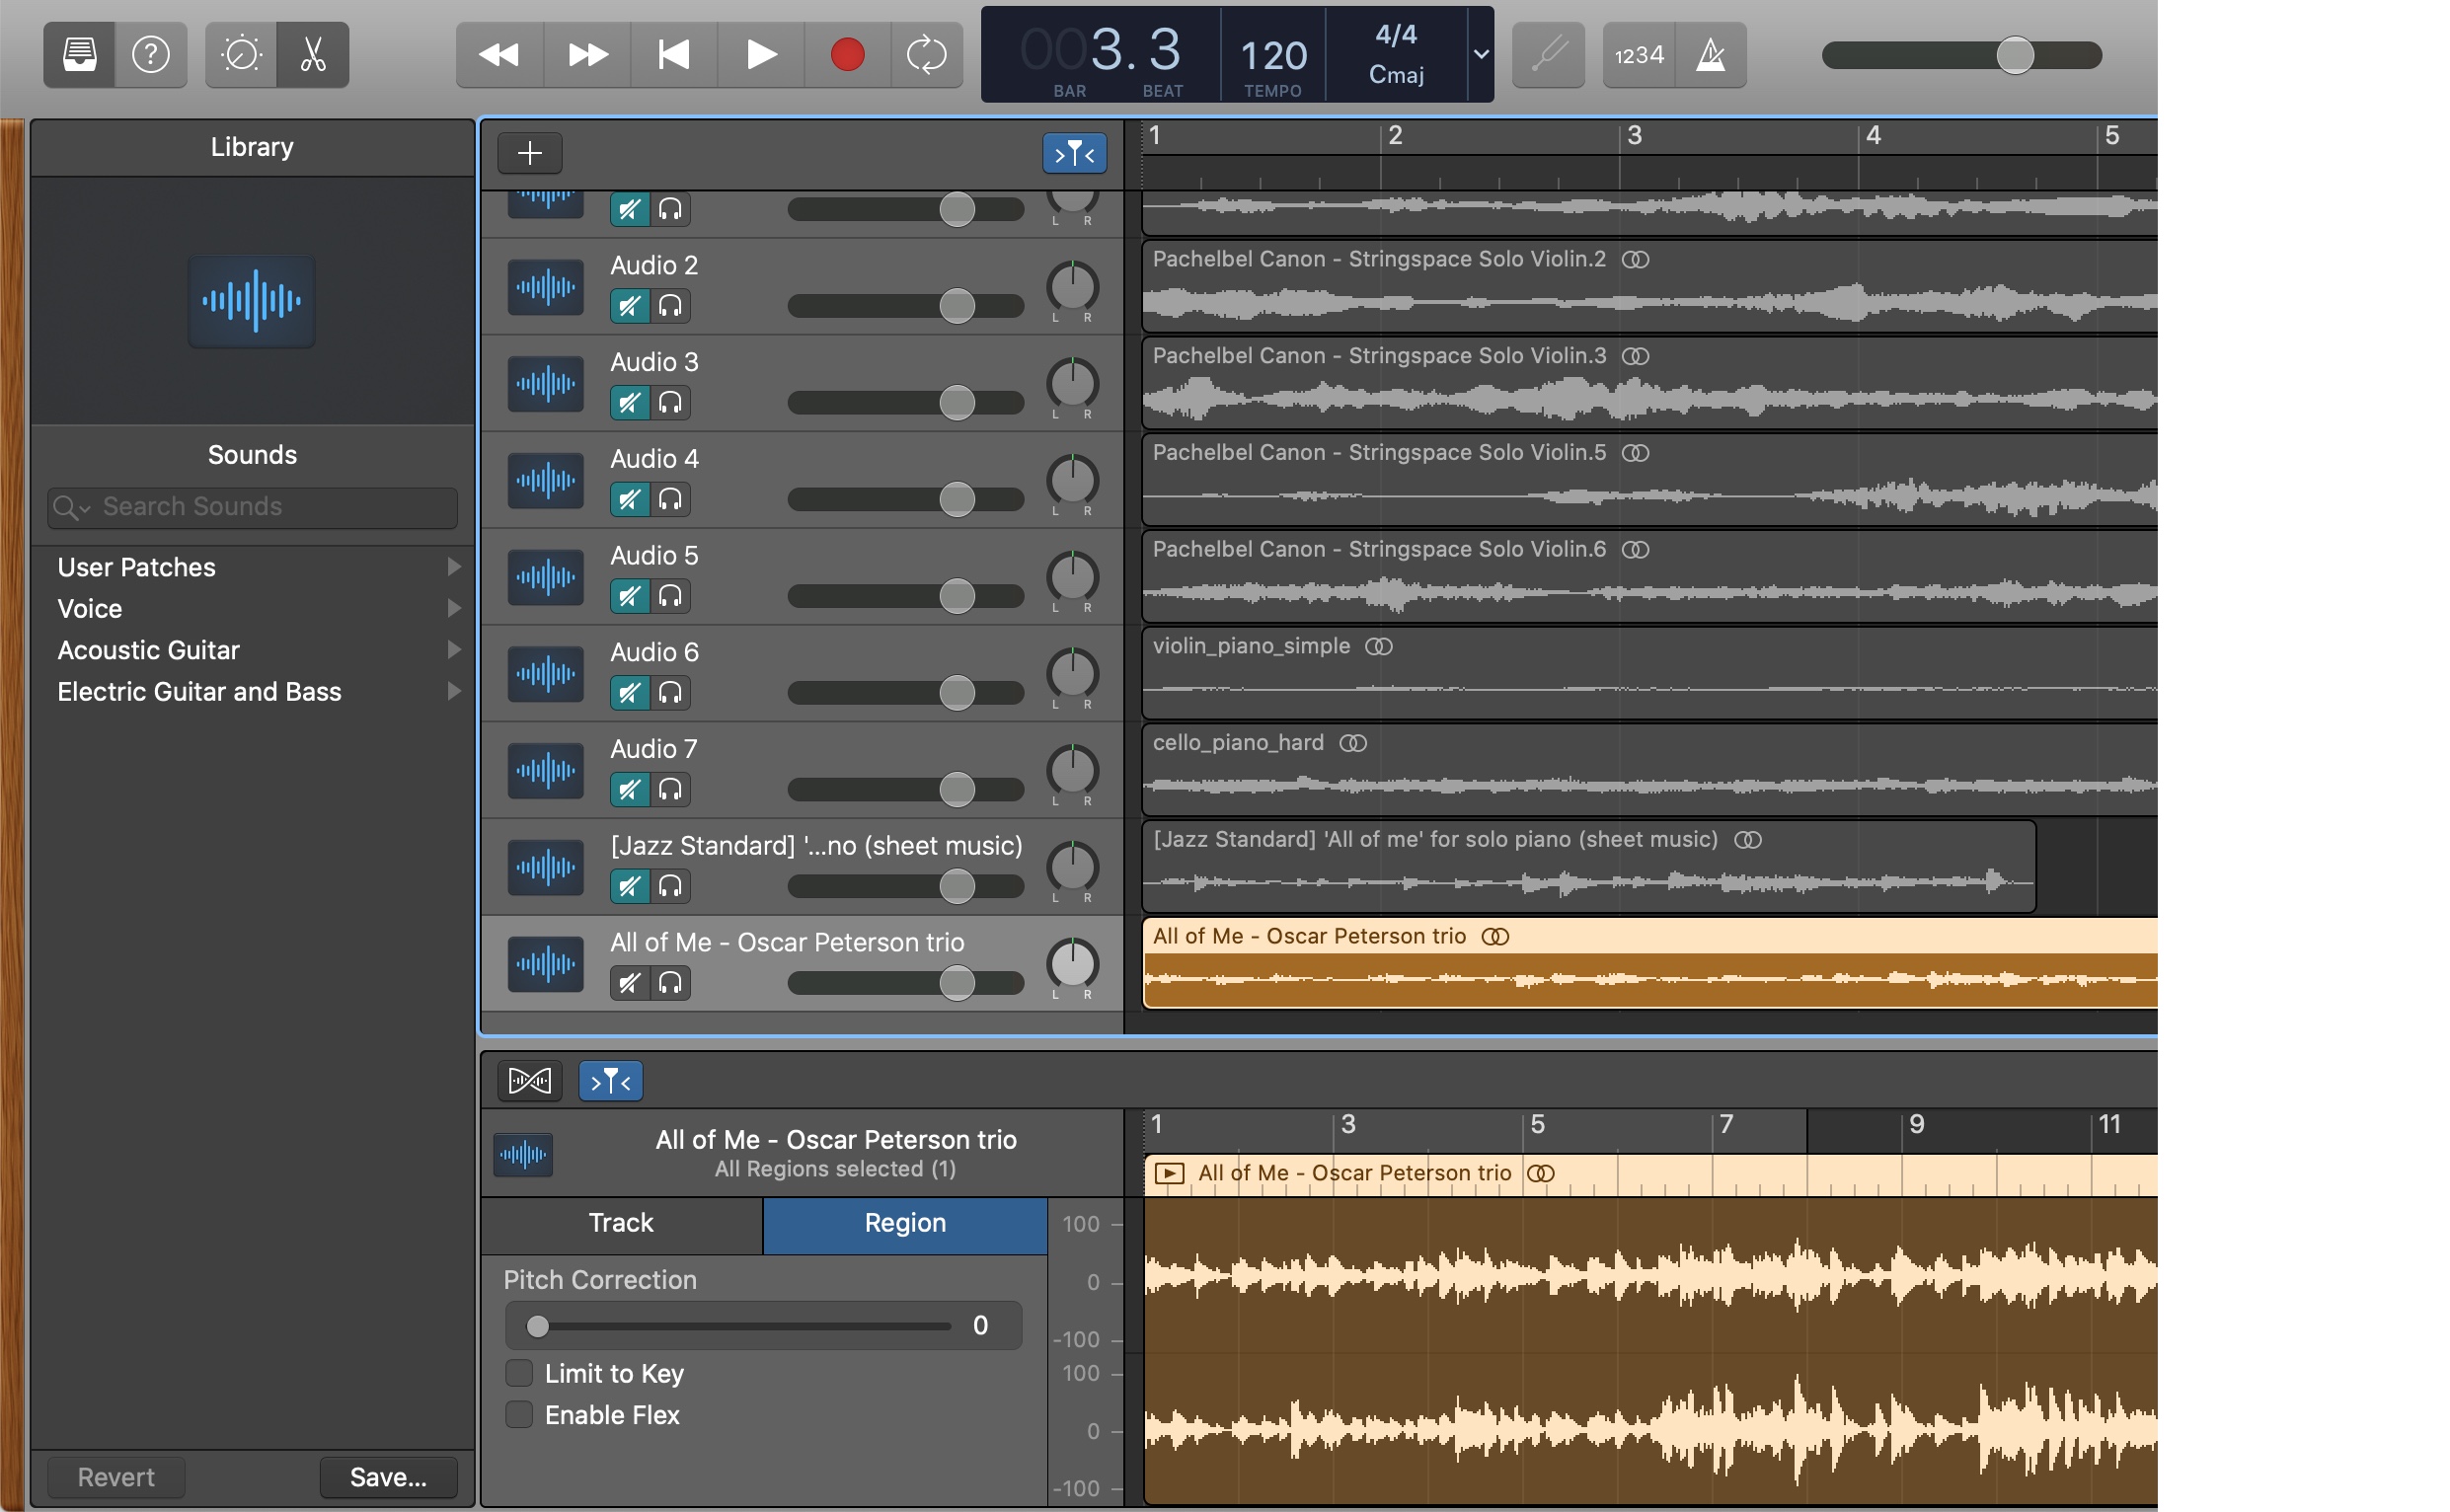 003. 3
BAR BEAT
120
TEMPO
4/4
Cmaj
1234
Library
1 2 3 4 5
L R
Audio 2
L R
Pachelbel Canon - Stringspace Solo Violin.2
Audio 3
L R
Pachelbel Canon - Stringspace Solo Violin.3
Audio 4
L R
Pachelbel Canon - Stringspace Solo Violin.5
Audio 5
L R
Pachelbel Canon - Stringspace Solo Violin.6
Audio 6
L R
violin_piano_simple
Audio 7
L R
cello_piano_hard
[Jazz Standard] '...no (sheet music)
L R
[Jazz Standard] 'All of me' for solo piano (sheet music)
All of Me - Oscar Peterson trio
L R
All of Me - Oscar Peterson trio
Sounds
Search Sounds
User Patches
Voice
Acoustic Guitar
Electric Guitar and Bass
Revert
Save...
All of Me - Oscar Peterson trio
All Regions selected (1)
1 3 5 7 9 11
All of Me - Oscar Peterson trio
Track
Region
Pitch Correction
0
Limit to Key
Enable Flex
100
0
-100
100
0
-100